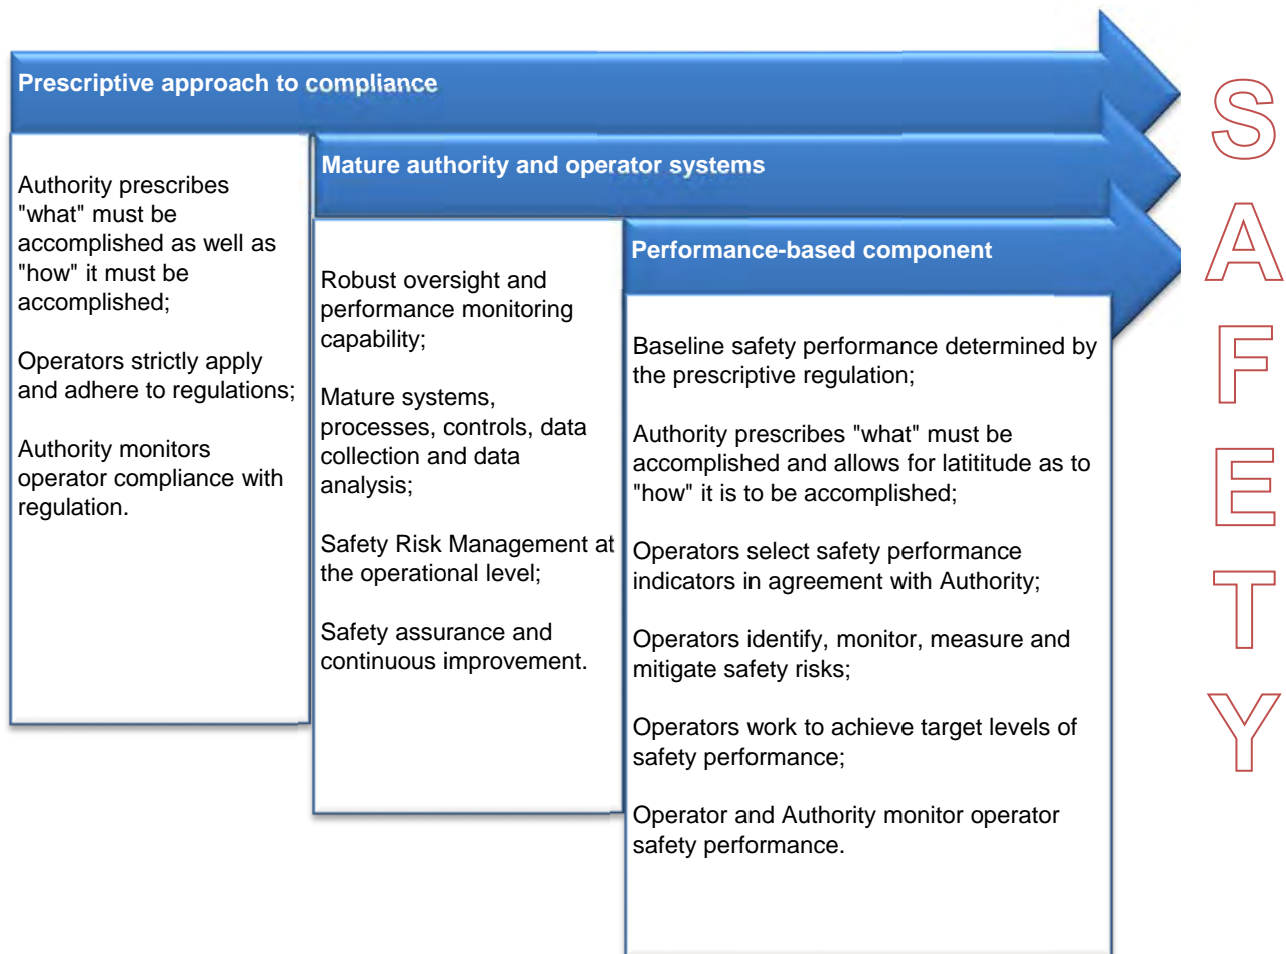 Prescriptive approach to compliance
Authority prescribes
"what" must be
accomplished as well as
"how" it must be
accomplished;
Operators strictly apply
and adhere to regulations;
Authority monitors
operator compliance with
regulation.
Mature authority and operator systems
Robust oversight and
performance monitoring
capability;
Mature systems,
processes, controls, data
collection and data
analysis;
Safety Risk Management at
the operational level;
Safety assurance and
continuous improvement.
Performance-based component
Baseline safety performance determined by
the prescriptive regulation;
Authority prescribes "what" must be
accomplished and allows for latititude as to
"how" it is to be accomplished;
Operators select safety performance
indicators in agreement with Authority;
Operators identify, monitor, measure and
mitigate safety risks;
Operators work to achieve target levels of
safety performance;
Operator and Authority monitor operator
safety performance.
S
A
F
E
T
Y